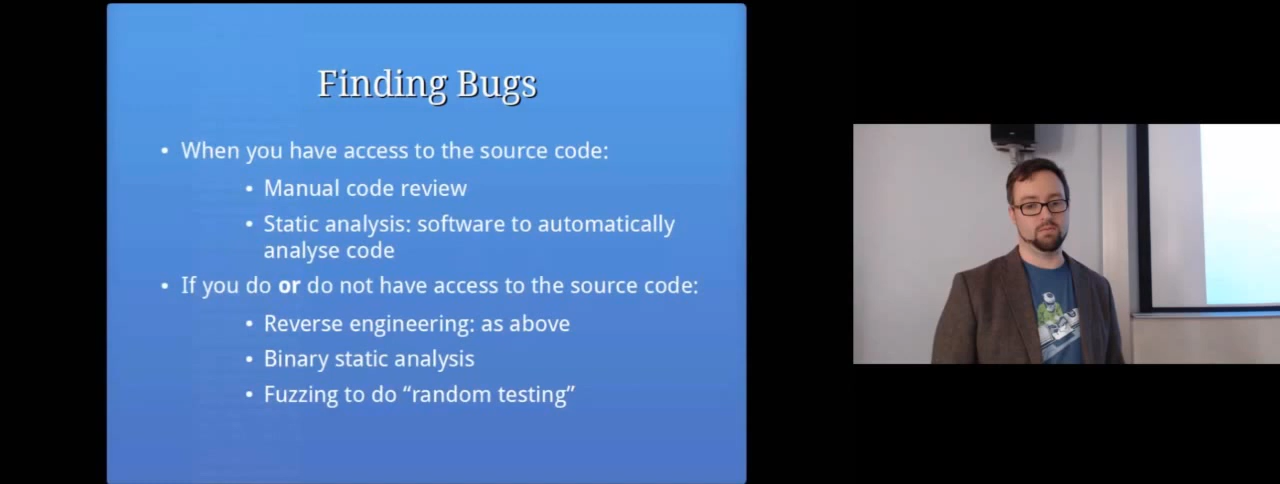 Finding Bugs
• When you have access to the source code:
• Manual code review
• Static analysis: software to automatically
analyse code
• If you do or do not have access to the source code:
• Reverse engineering: as above
• Binary static analysis
• Fuzzing to do “random testing”